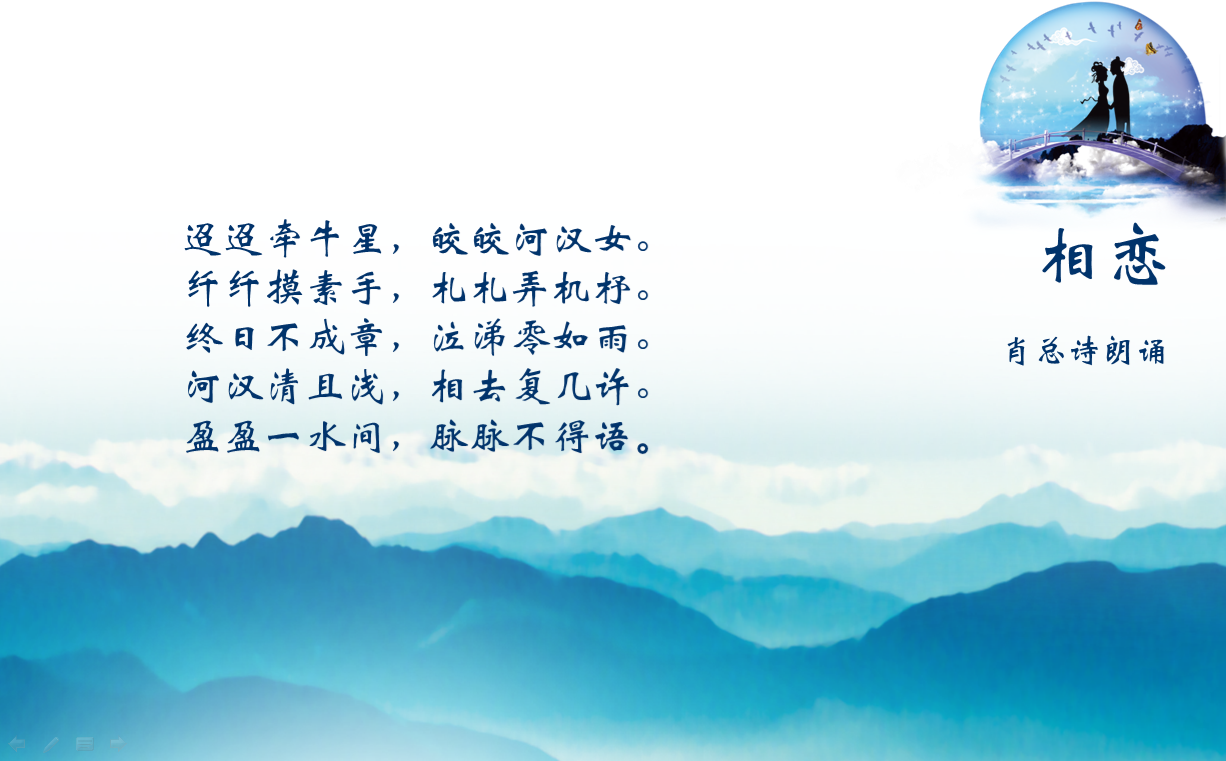 迢迢牵牛星，皎皎河汉女。
纤纤摸素手，札札弄机杼。
终日不成章，泣涕零如雨。
河汉清且浅，相去复几许。
盈盈一水间，脉脉不得语。
相恋
肖总诗朗诵